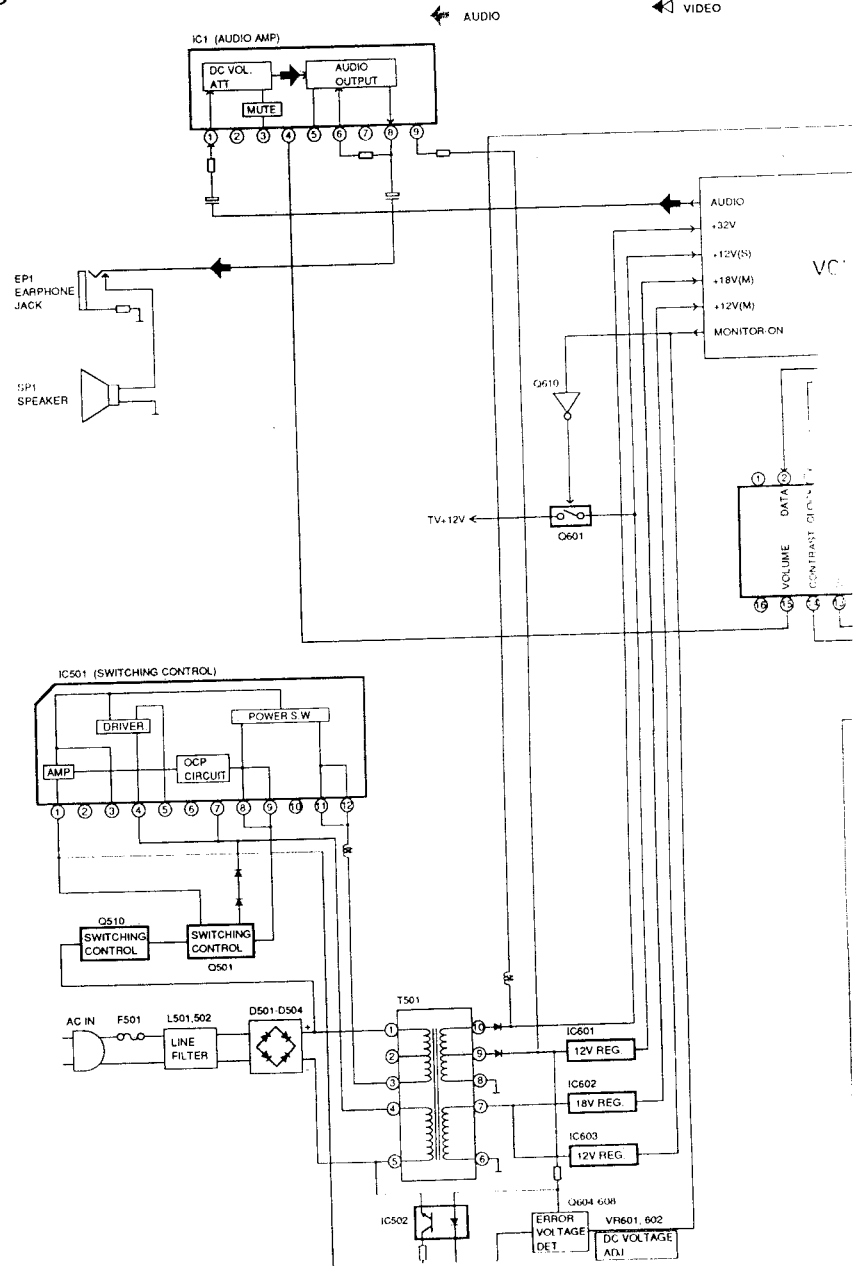 AUDIO
VIDEO
IC1 (AUDIO AMP)
DC VOL.
ATT
AUDIO
OUTPUT
MUTE
1 2 3 4 5 6 7 8 9
AUDIO
+32V
+12V(S)
+18V(M)
+12V(M)
MONITOR-ON
EP1
EARPHONE
JACK
SP1
SPEAKER
Q610
TV+12V
Q601
1 2
DATA
VOLUME
CONTRAST
16 15
IC501 (SWITCHING CONTROL)
DRIVER
POWER S.W
AMP
OCP
CIRCUIT
1 2 3 4 5 6 7 8 9 10 11 12
Q510
SWITCHING
CONTROL
SWITCHING
CONTROL
Q501
AC IN
F501
L501,502
LINE
FILTER
D501-D504
+
-
T501
1
2
3
4
5
10
9
8
7
6
IC601
12V REG.
IC602
18V REG.
IC603
12V REG.
IC502
Q604-608
ERROR
VOLTAGE
DET
VR601, 602
DC VOLTAGE
ADJ